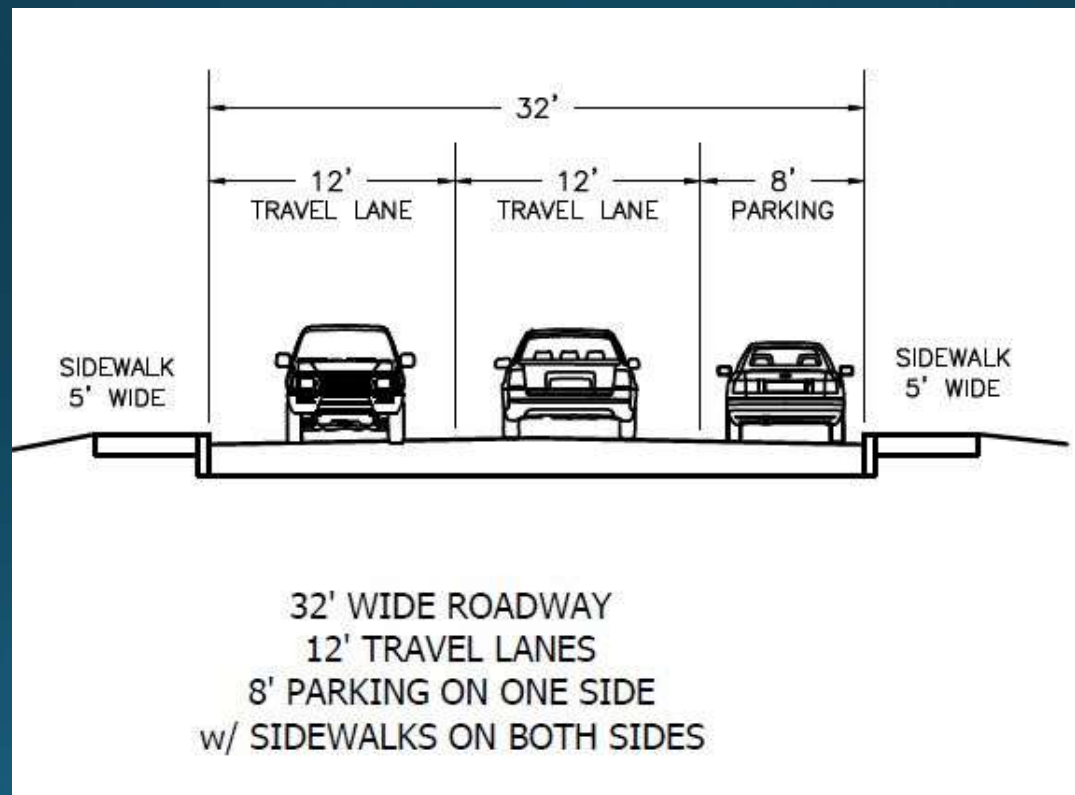 32'
12'
TRAVEL LANE
12'
TRAVEL LANE
8'
PARKING
SIDEWALK
5' WIDE
SIDEWALK
5' WIDE
32' WIDE ROADWAY
12' TRAVEL LANES
8' PARKING ON ONE SIDE
w/ SIDEWALKS ON BOTH SIDES